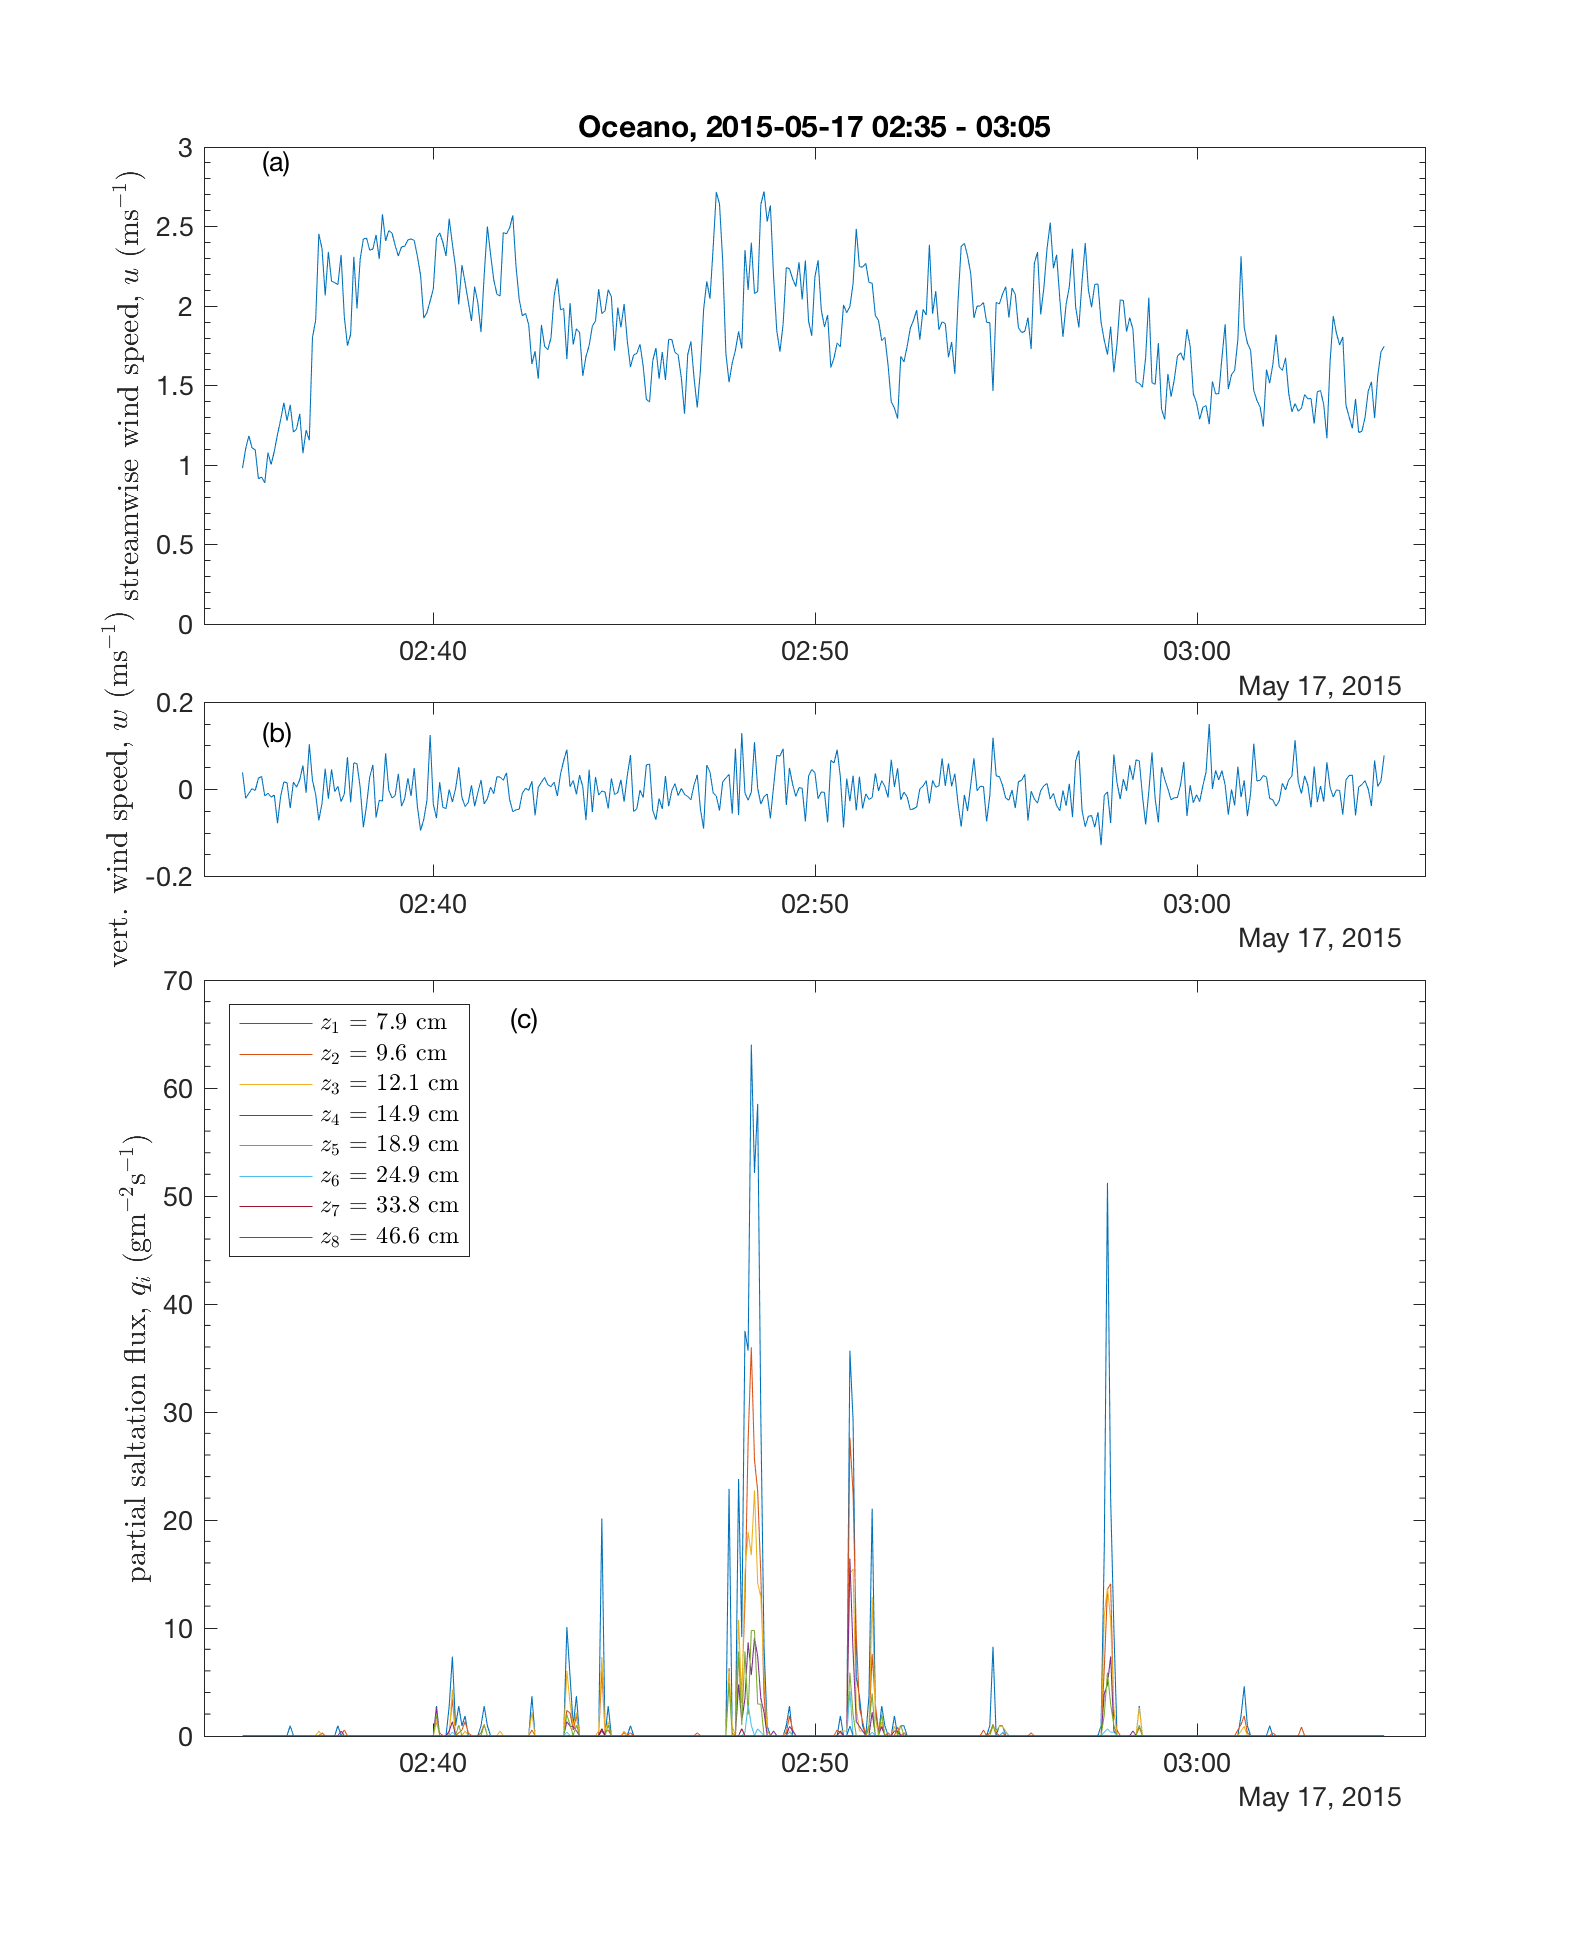 Oceano, 2015-05-17 02:35 - 03:05
(a)
streamwise wind speed, u (ms⁻¹)
3
2.5
2
1.5
1
0.5
0
02:40 02:50 03:00
May 17, 2015
(b)
vert. wind speed, w (ms⁻¹)
0.2
0
-0.2
02:40 02:50 03:00
May 17, 2015
(c)
partial saltation flux, qᵢ (gm⁻²s⁻¹)
70
60
50
40
30
20
10
0
z₁ = 7.9 cm
z₂ = 9.6 cm
z₃ = 12.1 cm
z₄ = 14.9 cm
z₅ = 18.9 cm
z₆ = 24.9 cm
z₇ = 33.8 cm
z₈ = 46.6 cm
02:40 02:50 03:00
May 17, 2015